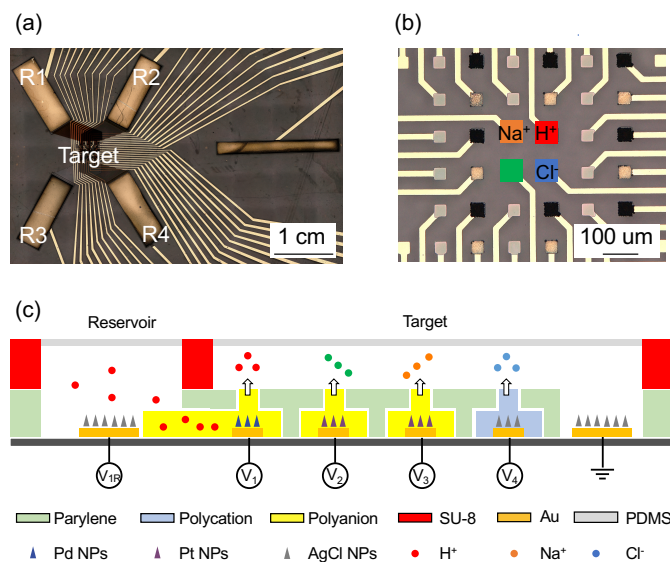 (a)
R1
R2
Target
R3
R4
1 cm
(b)
Na⁺
H⁺
Cl⁻
100 um
(c)
Reservoir
Target
V₁R
V₁
V₂
V₃
V₄
Parylene
Polycation
Polyanion
SU-8
Au
PDMS
Pd NPs
Pt NPs
AgCl NPs
H⁺
Na⁺
Cl⁻